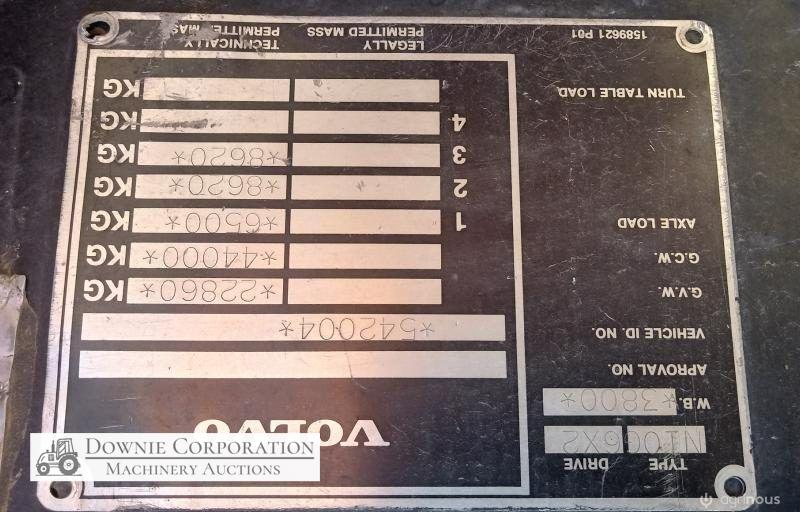 TYPE DRIVE
N10 6X2
VOLVO
W.B. *3800*
APROVAL NO.
VEHICLE ID. NO. *542004*
G.V.W. *22860* KG
G.C.W. *44000* KG
AXLE LOAD 1 *6500* KG
2 *8620* KG
3 *8620* KG
4 KG
TURN TABLE LOAD KG
1589621 P01 LEGALLY PERMITTED MASS TECHNICALLY PERMITTED MASS
DOWNIE CORPORATION
MACHINERY AUCTIONS
agrinous